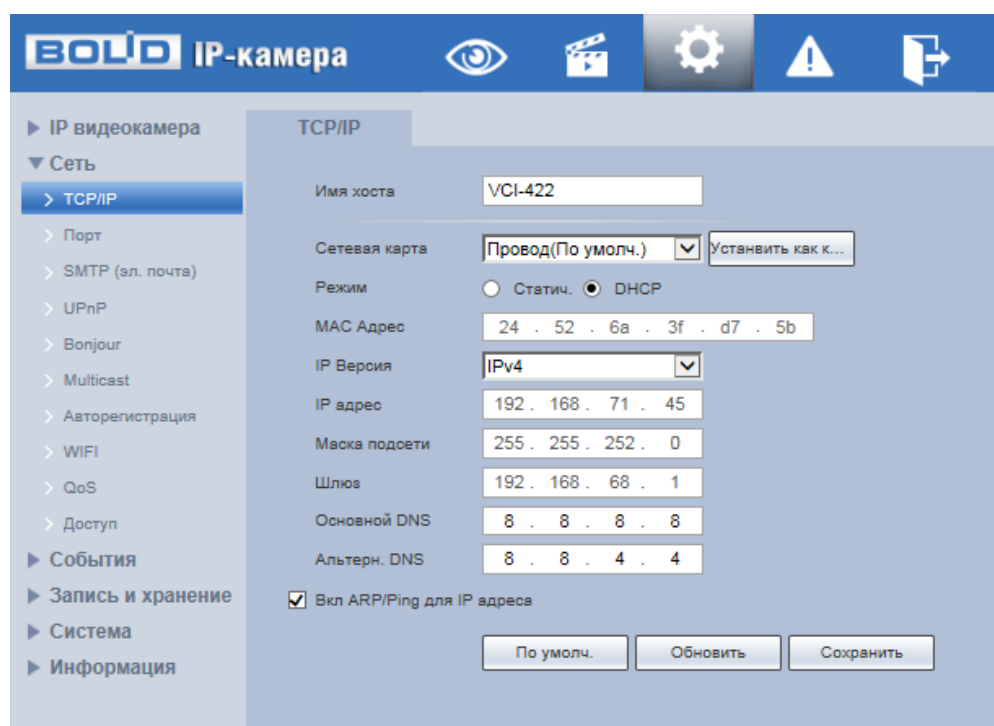 BOLID IP-камера
IP видеокамера
Сеть
TCP/IP
Порт
SMTP (эл. почта)
UPnP
Bonjour
Multicast
Авторегистрация
WIFI
QoS
Доступ
События
Запись и хранение
Система
Информация
TCP/IP
Имя хоста VCI-422
Сетевая карта Провод(По умолч.) Устанвить как к...
Режим Статич. DHCP
MAC Адрес 24 . 52 . 6a . 3f . d7 . 5b
IP Версия IPv4
IP адрес 192 . 168 . 71 . 45
Маска подсети 255 . 255 . 252 . 0
Шлюз 192 . 168 . 68 . 1
Основной DNS 8 . 8 . 8 . 8
Альтерн. DNS 8 . 8 . 4 . 4
Вкл ARP/Ping для IP адреса
По умолч. Обновить Сохранить